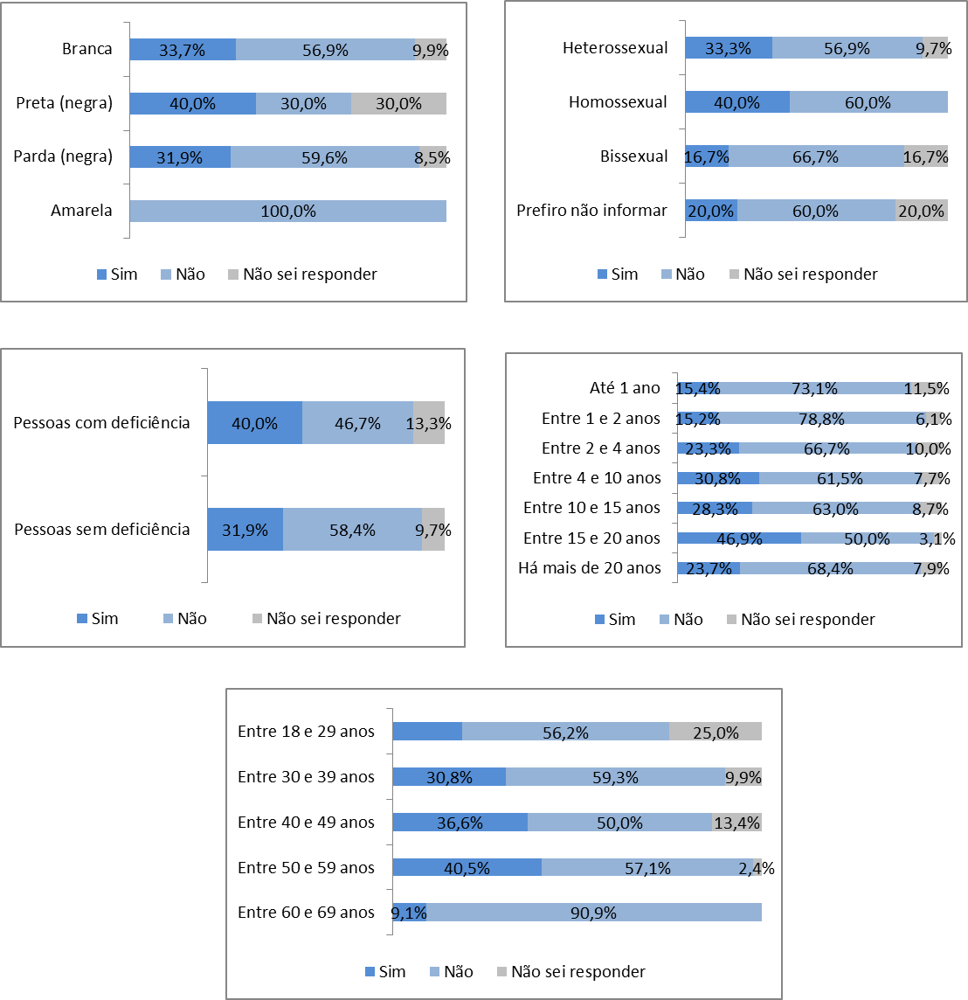 Branca 33,7% 56,9% 9,9%
Preta (negra) 40,0% 30,0% 30,0%
Parda (negra) 31,9% 59,6% 8,5%
Amarela 100,0%
Sim Não Não sei responder
Heterossexual 33,3% 56,9% 9,7%
Homossexual 40,0% 60,0%
Bissexual 16,7% 66,7% 16,7%
Prefiro não informar 20,0% 60,0% 20,0%
Sim Não Não sei responder
Pessoas com deficiência 40,0% 46,7% 13,3%
Pessoas sem deficiência 31,9% 58,4% 9,7%
Sim Não Não sei responder
Até 1 ano 15,4% 73,1% 11,5%
Entre 1 e 2 anos 15,2% 78,8% 6,1%
Entre 2 e 4 anos 23,3% 66,7% 10,0%
Entre 4 e 10 anos 30,8% 61,5% 7,7%
Entre 10 e 15 anos 28,3% 63,0% 8,7%
Entre 15 e 20 anos 46,9% 50,0% 3,1%
Há mais de 20 anos 23,7% 68,4% 7,9%
Sim Não Não sei responder
Entre 18 e 29 anos 56,2% 25,0%
Entre 30 e 39 anos 30,8% 59,3% 9,9%
Entre 40 e 49 anos 36,6% 50,0% 13,4%
Entre 50 e 59 anos 40,5% 57,1% 2,4%
Entre 60 e 69 anos 9,1% 90,9%
Sim Não Não sei responder